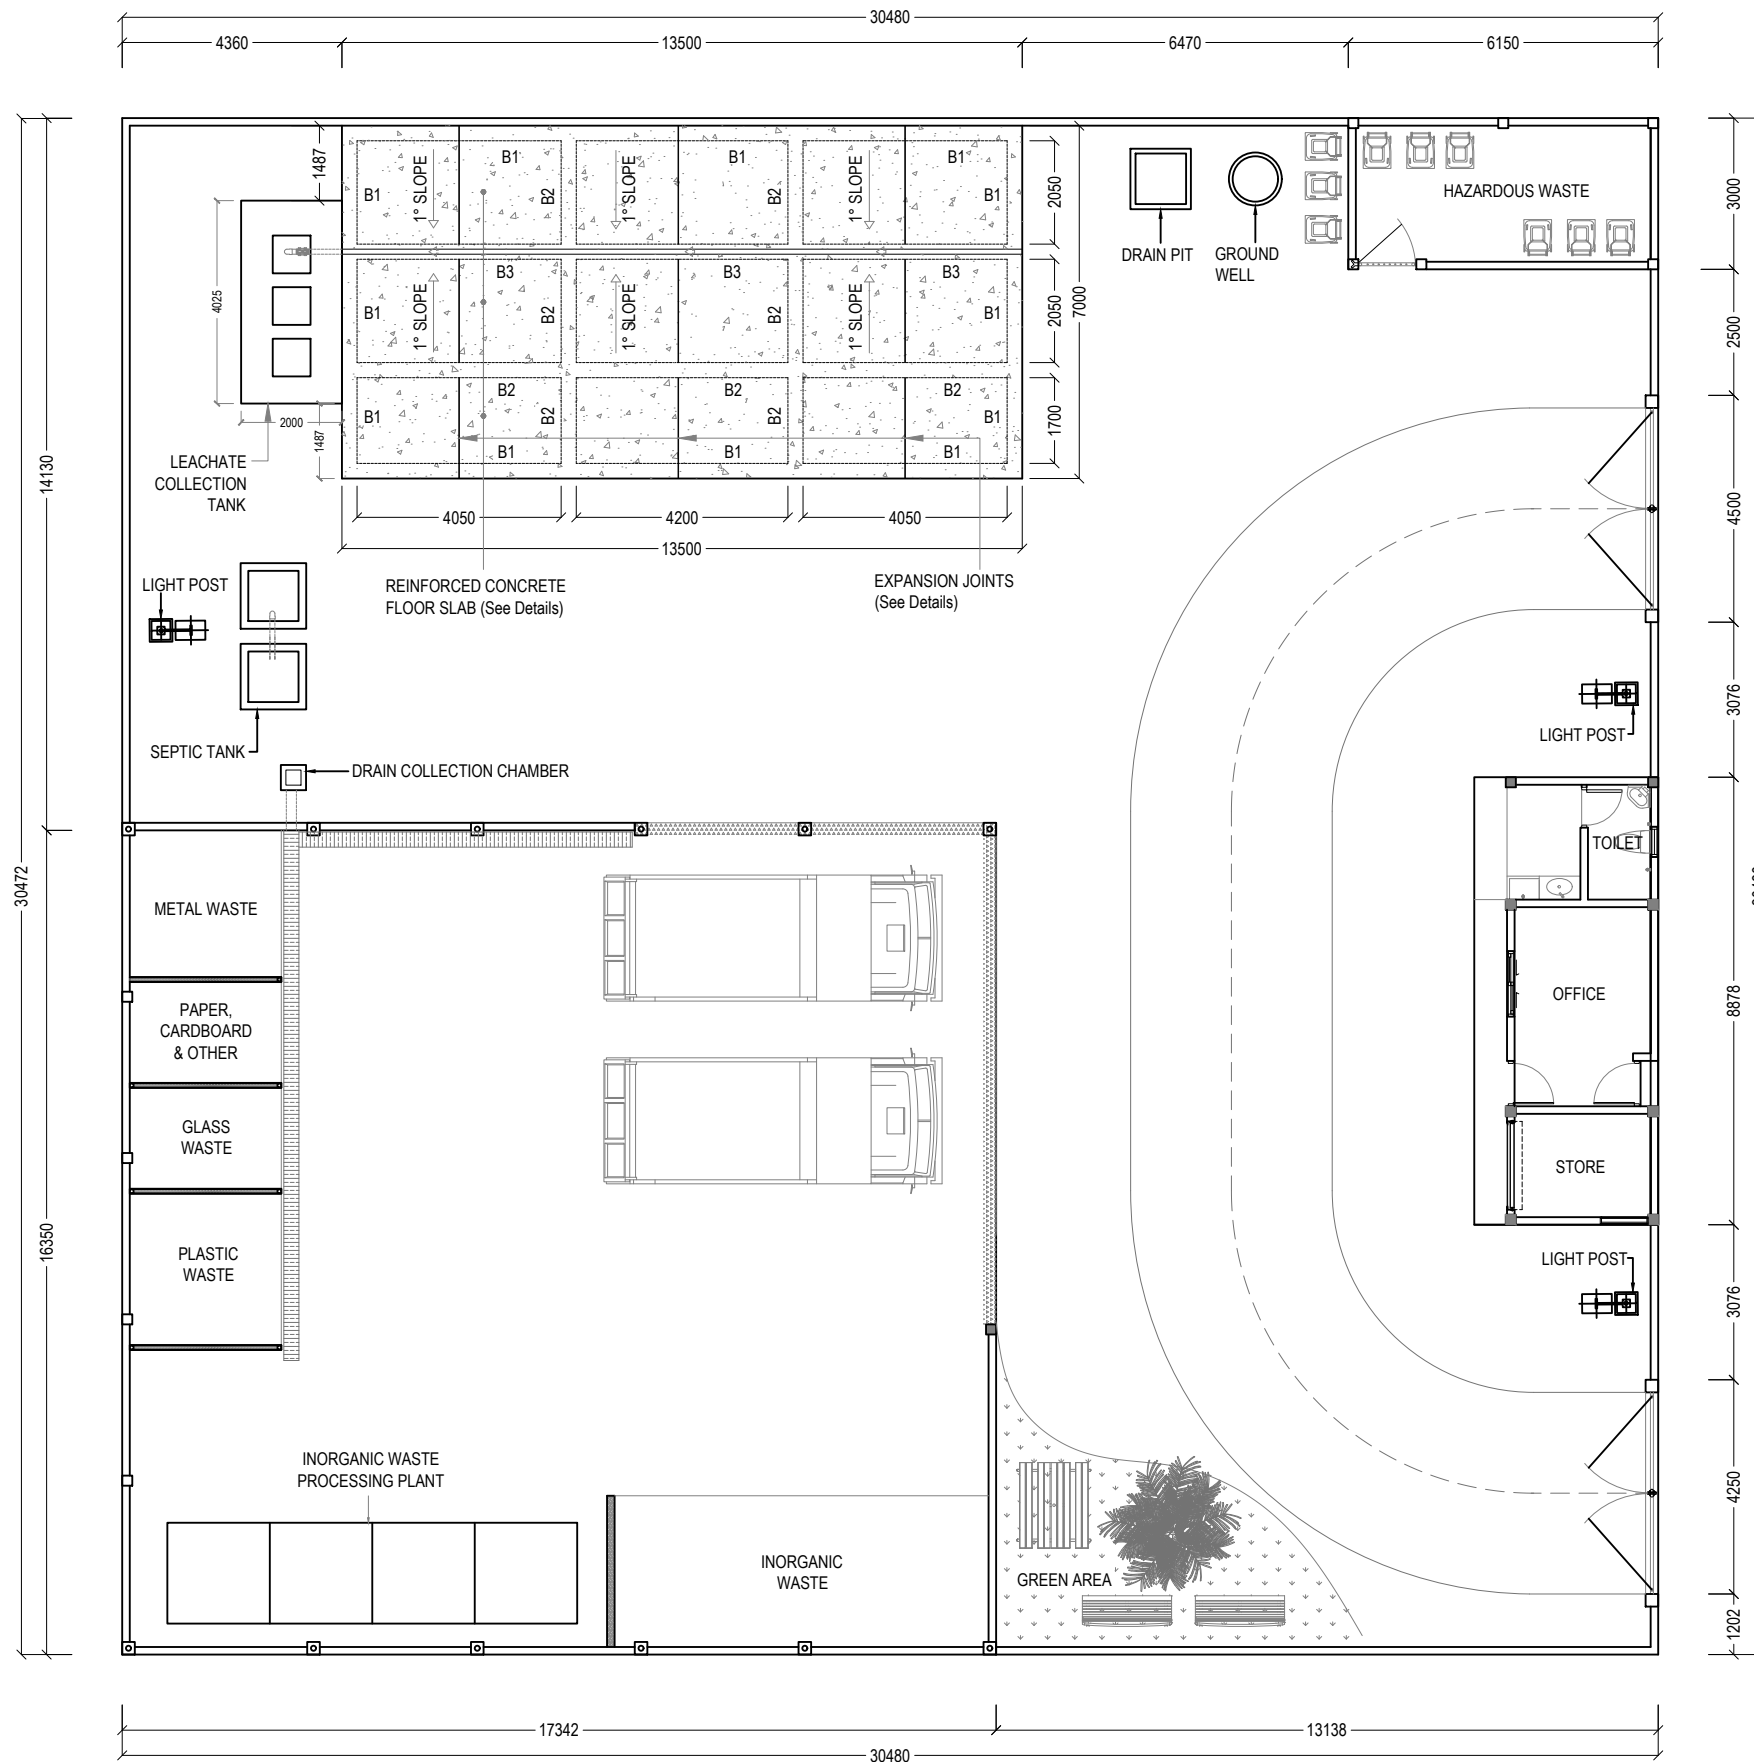 30480
4360
13500
6470
6150
1487
1° SLOPE
B1
B1
B2
1° SLOPE
B1
B2
1° SLOPE
B1
B1
2050
DRAIN PIT
GROUND
WELL
HAZARDOUS WASTE
3000
2500
4025
1° SLOPE
B1
B3
B2
1° SLOPE
B3
B2
1° SLOPE
B3
B1
2050
7000
2000
1487
B1
B2
B2
B1
B2
B2
B1
B2
B1
B1
1700
LEACHATE
COLLECTION
TANK
4050
4200
4050
13500
4500
14130
LIGHT POST
REINFORCED CONCRETE
FLOOR SLAB (See Details)
EXPANSION JOINTS
(See Details)
3076
LIGHT POST
SEPTIC TANK
DRAIN COLLECTION CHAMBER
TOILET
30472
METAL WASTE
OFFICE
8878
PAPER,
CARDBOARD
& OTHER
GLASS
WASTE
STORE
16350
PLASTIC
WASTE
LIGHT POST
3076
INORGANIC WASTE
PROCESSING PLANT
4250
INORGANIC
WASTE
GREEN AREA
1202
17342
13138
30480